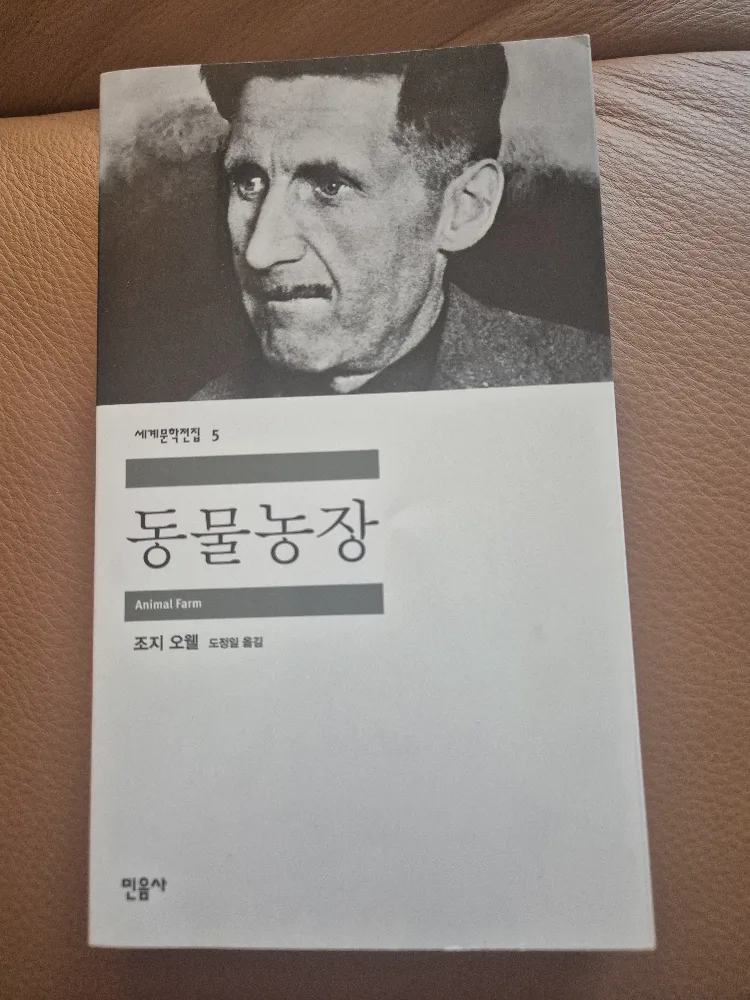 세계문학전집 5
동물농장
Animal Farm
조지 오웰 도정일 옮김
민음사